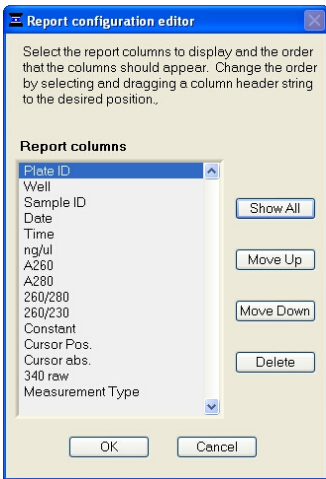 Report configuration editor
Select the report columns to display and the order
that the columns should appear. Change the order
by selecting and dragging a column header string
to the desired position.,
Report columns
Plate ID
Well
Sample ID
Date
Time
ng/ul
A260
A280
260/280
260/230
Constant
Cursor Pos.
Cursor abs.
340 raw
Measurement Type
Show All
Move Up
Move Down
Delete
OK
Cancel